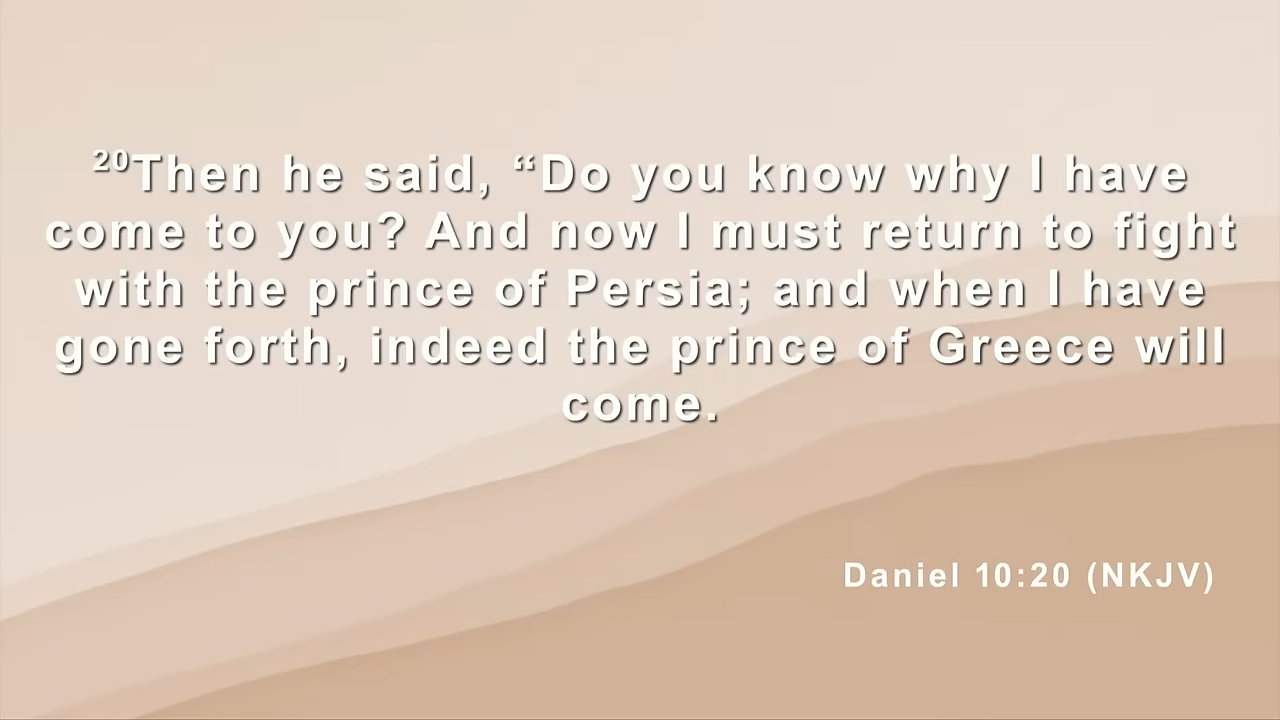 20Then he said, “Do you know why I have
come to you? And now I must return to fight
with the prince of Persia; and when I have
gone forth, indeed the prince of Greece will
come.
Daniel 10:20 (NKJV)